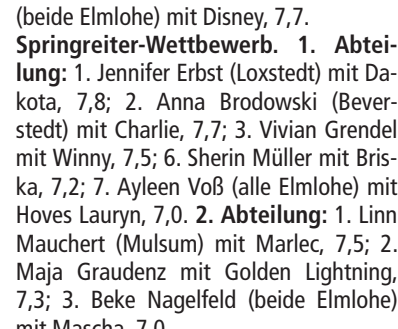 (beide Elmlohe) mit Disney, 7,7.
Springreiter-Wettbewerb. 1. Abtei-
lung: 1. Jennifer Erbst (Loxstedt) mit Da-
kota, 7,8; 2. Anna Brodowski (Bever-
stedt) mit Charlie, 7,7; 3. Vivian Grendel
mit Winny, 7,5; 6. Sherin Müller mit Bris-
ka, 7,2; 7. Ayleen Voß (alle Elmlohe) mit
Hoves Lauryn, 7,0. 2. Abteilung: 1. Linn
Mauchert (Mulsum) mit Marlec, 7,5; 2.
Maja Graudenz mit Golden Lightning,
7,3; 3. Beke Nagelfeld (beide Elmlohe)
mit Mascha, 7,0